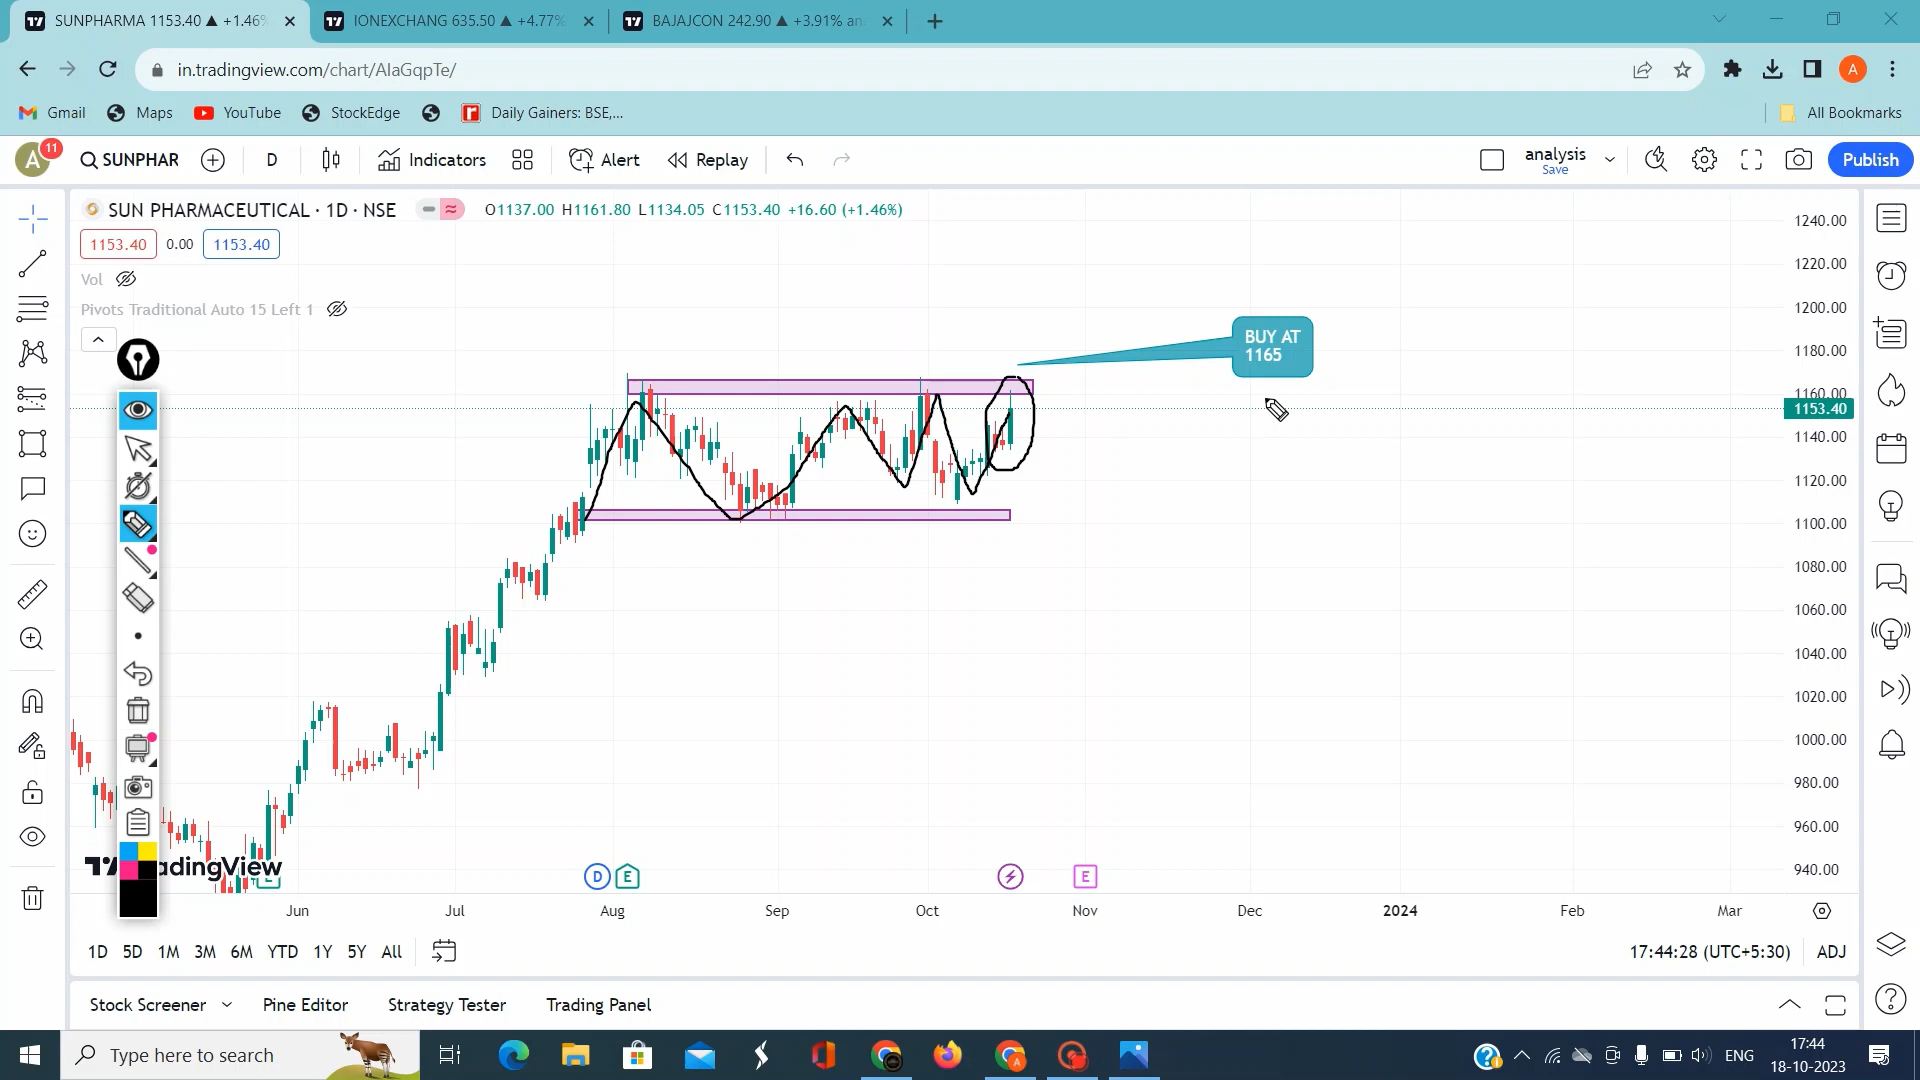 SUNPHARMA 1153.40 ▲ +1.46%
IONEXCHANG 635.50 ▲ +4.77%
BAJAJCON 242.90 ▲ +3.91% an
in.tradingview.com/chart/AIaGqpTe/
A
Gmail
Maps
YouTube
StockEdge
Daily Gainers: BSE,...
All Bookmarks
A
11
SUNPHAR
D
Indicators
Alert
Replay
analysis
Save
Publish
SUN PHARMACEUTICAL · 1D · NSE
O1137.00 H1161.80 L1134.05 C1153.40 +16.60 (+1.46%)
1153.40 0.00 1153.40
Vol
Pivots Traditional Auto 15 Left 1
BUY AT
1165
1240.00
1220.00
1200.00
1180.00
1160.00
1153.40
1140.00
1120.00
1100.00
1080.00
1060.00
1040.00
1020.00
1000.00
980.00
960.00
940.00
adingView
D
E
E
Jun
Jul
Aug
Sep
Oct
Nov
Dec
2024
Feb
Mar
1D 5D 1M 3M 6M YTD 1Y 5Y All
17:44:28 (UTC+5:30)
ADJ
Stock Screener
Pine Editor
Strategy Tester
Trading Panel
Type here to search
ENG
17:44
18-10-2023